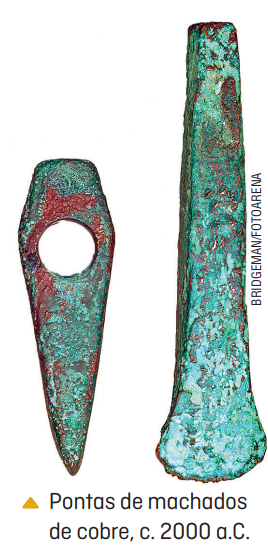 BRIDGEMAN/FOTOARENA
Pontas de machados
de cobre, c. 2000 a.C.